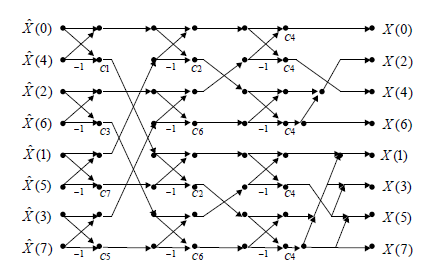 X̂(0) C4 X(0)
X̂(4) −1 C1 −1 C2 −1 C4 X(2)
X̂(2) X(4)
X̂(6) −1 C3 −1 C6 −1 C4 X(6)
X̂(1) X(1)
X̂(5) −1 C7 −1 C2 −1 C4 X(3)
X̂(3) X(5)
X̂(7) −1 C5 −1 C6 −1 C4 X(7)